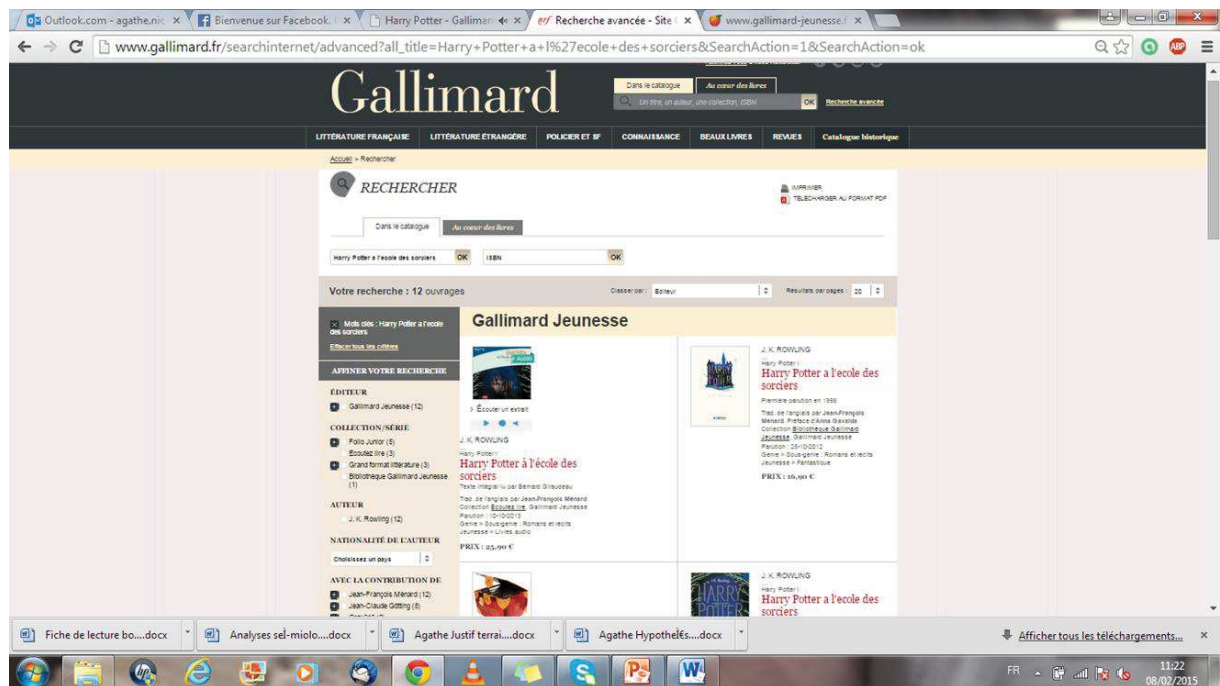 Outlook.com - agathe.nic
Bienvenue sur Facebook.
Harry Potter - Gallimar
Recherche avancée - Site
www.gallimard-jeunesse.f
www.gallimard.fr/searchinternet/advanced?all_title=Harry+Potter+a+l%27ecole+des+sorciers&SearchAction=1&SearchAction=ok
ABP
Gallimard
Dans le catalogue
Au cœur des livres
Un titre, un auteur, une collection, ISBN
OK
Recherche avancée
LITTÉRATURE FRANÇAISE
LITTÉRATURE ÉTRANGÈRE
POLICIER ET SF
CONNAISSANCE
BEAUX LIVRES
REVUES
Catalogue historique
Accueil > Rechercher
RECHERCHER
IMPRIMER
TÉLÉCHARGER AU FORMAT PDF
Dans le catalogue
Au coeur des livres
Harry Potter a l'ecole des sorciers
OK
ISBN
OK
Votre recherche : 12 ouvrages
Classer par : Editeur
Résultats par pages : 20
Mots clés : Harry Potter a l'ecole
des sorciers
Effacer tous les critères
AFFINER VOTRE RECHERCHE
ÉDITEUR
Gallimard Jeunesse (12)
COLLECTION/SÉRIE
Folio Junior (5)
Écoutez lire (3)
Grand format littérature (3)
Bibliothèque Gallimard Jeunesse
(1)
AUTEUR
J. K. Rowling (12)
NATIONALITÉ DE L'AUTEUR
Choisissez un pays
AVEC LA CONTRIBUTION DE
Jean-François Ménard (12)
Jean-Claude Götting (5)
Gallimard Jeunesse
AUDIO
> Écouter un extrait
J. K. ROWLING
Harry Potter I
Harry Potter à l'école des
sorciers
Texte intégral lu par Bernard Giraudeau
Trad. de l'anglais par Jean-François Ménard
Collection Écoutez lire, Gallimard Jeunesse
Parution : 10-10-2013
Genre > Sous-genre : Romans et récits
Jeunesse > Livres audio
PRIX : 23,90 €
J. K. ROWLING
Harry Potter I
Harry Potter a l'ecole des
sorciers
Première parution en 1998
Trad. de l'anglais par Jean-François
Ménard. Préface d'Anna Gavalda
Collection Bibliothèque Gallimard
Jeunesse, Gallimard Jeunesse
Parution : 25-10-2012
Genre > Sous-genre : Romans et récits
Jeunesse > Fantastique
PRIX : 16,90 €
HARRY
POTTER
J. K. ROWLING
Harry Potter I
Harry Potter a l'ecole des
sorciers
Fiche de lecture bo....docx
Analyses sel-miolo....docx
Agathe Justif terrai....docx
Agathe Hypothel€s....docx
Afficher tous les téléchargements...
FR
11:22
08/02/2015